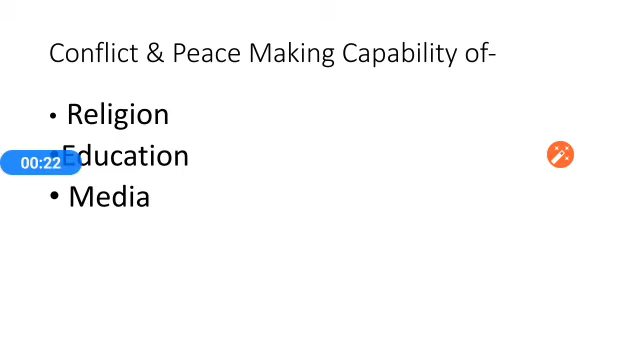 Conflict & Peace Making Capability of-
• Religion
• Education
00:22
• Media